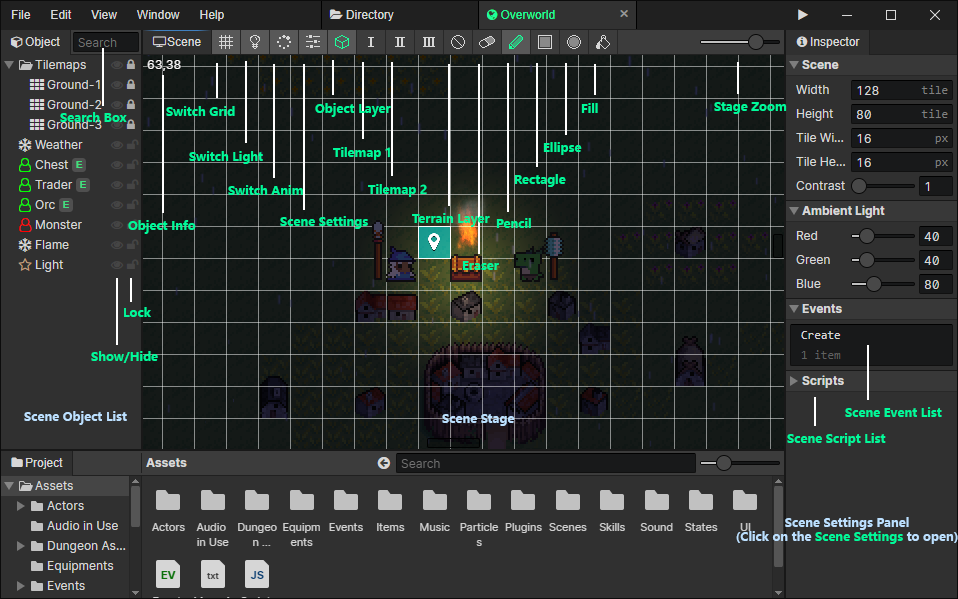 File Edit View Window Help
Directory
Overworld
Object
Search
Scene
I II III
Inspector
Tilemaps
Ground-1
Ground-2
Ground-3
Weather
Chest E
Trader E
Orc E
Monster
Flame
Light
63,38
Search Box
Switch Grid
Switch Light
Switch Anim
Scene Settings
Object Layer
Tilemap 1
Tilemap 2
Terrain Layer
Eraser
Pencil
Rectagle
Ellipse
Fill
Stage Zoom
Object Info
Lock
Show/Hide
Scene Object List
Scene Stage
Scene
Width 128 tile
Height 80 tile
Tile Wi... 16 px
Tile He... 16 px
Contrast 1
Ambient Light
Red 40
Green 40
Blue 80
Events
Create
1 item
Scripts
Scene Event List
Scene Script List
Scene Settings Panel
(Click on the Scene Settings to open)
Project
Assets
Actors
Audio in Use
Dungeon As...
Equipments
Events
Assets
Search
Actors
Audio
in Use
Dungeo
n ...
Equipm
ents
Events
Items
Music
Particle
s
Plugins
Scenes
Skills
Sound
States
UI
EV
txt
JS